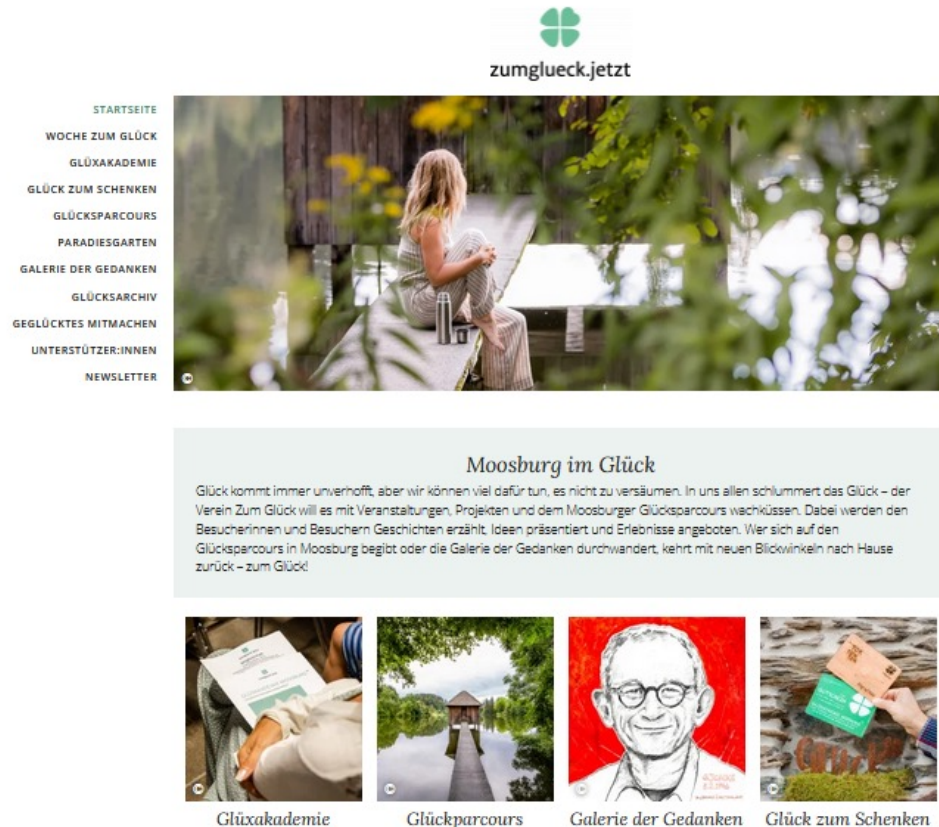 zumglueck.jetzt
STARTSEITE
WOCHE ZUM GLÜCK
GLÜXAKADEMIE
GLÜCK ZUM SCHENKEN
GLÜCKSPARCOURS
PARADIESGARTEN
GALERIE DER GEDANKEN
GLÜCKSARCHIV
GEGLÜCKTES MITMACHEN
UNTERSTÜTZER:INNEN
NEWSLETTER
Moosburg im Glück
Glück kommt immer unverhofft, aber wir können viel dafür tun, es nicht zu versäumen. In uns allen schlummert das Glück – der
Verein Zum Glück will es mit Veranstaltungen, Projekten und dem Moosburger Glücksparcours wachküssen. Dabei werden den
Besucherinnen und Besuchern Geschichten erzählt, Ideen präsentiert und Erlebnisse angeboten. Wer sich auf den
Glücksparcours in Moosburg begibt oder die Galerie der Gedanken durchwandert, kehrt mit neuen Blickwinkeln nach Hause
zurück – zum Glück!
Glüxakademie
Glückparcours
Galerie der Gedanken
Glück zum Schenken